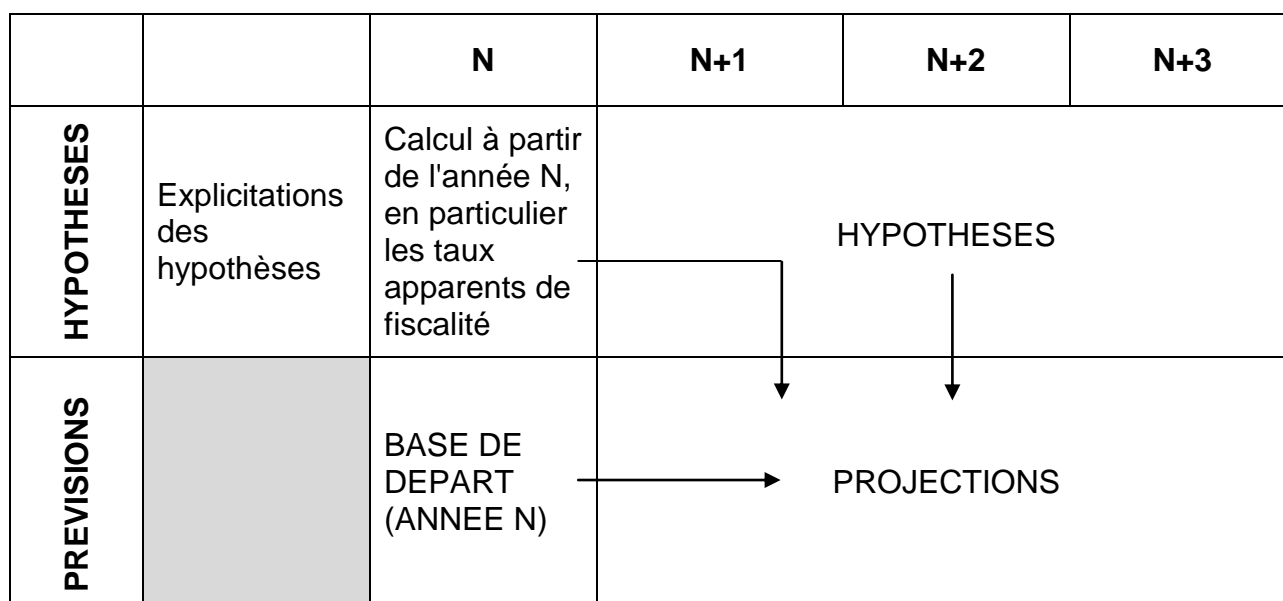 N
N+1
N+2
N+3
HYPOTHESES
Explicitations
des
hypothèses
Calcul à partir
de l'année N,
en particulier
les taux
apparents de
fiscalité
HYPOTHESES
PREVISIONS
BASE DE
DEPART
(ANNEE N)
PROJECTIONS